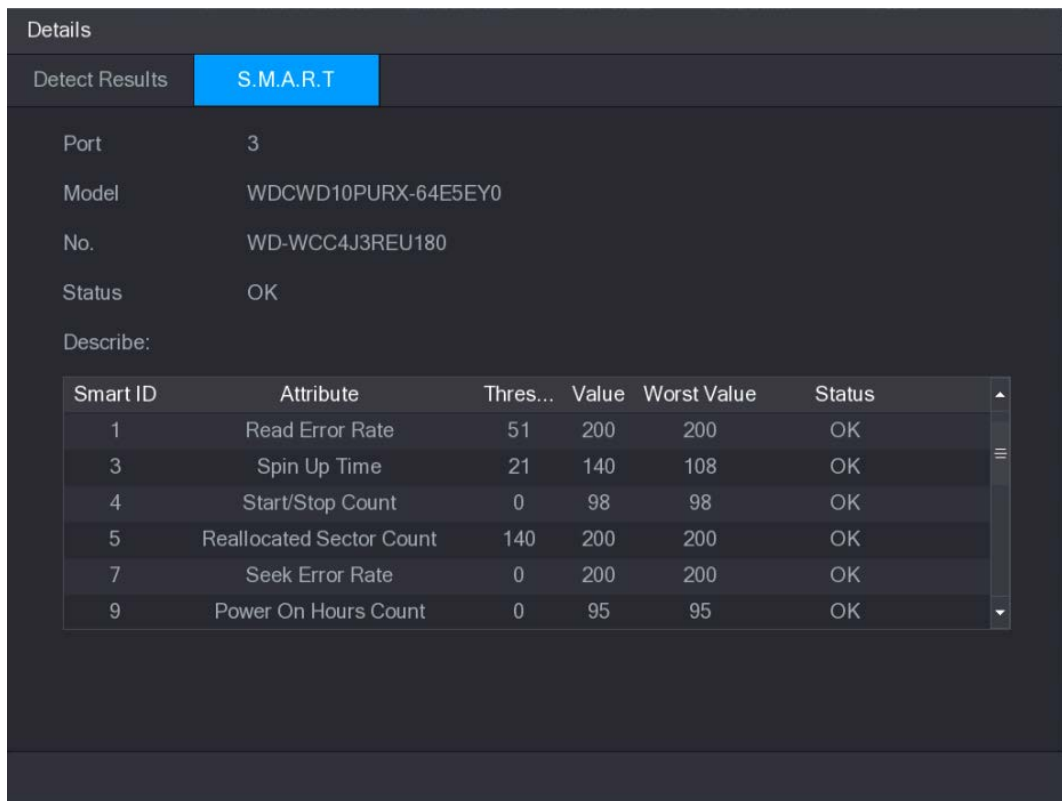 Details
Detect Results S.M.A.R.T
Port 3
Model WDCWD10PURX-64E5EY0
No. WD-WCC4J3REU180
Status OK
Describe:
Smart ID Attribute Thres... Value Worst Value Status
1 Read Error Rate 51 200 200 OK
3 Spin Up Time 21 140 108 OK
4 Start/Stop Count 0 98 98 OK
5 Reallocated Sector Count 140 200 200 OK
7 Seek Error Rate 0 200 200 OK
9 Power On Hours Count 0 95 95 OK